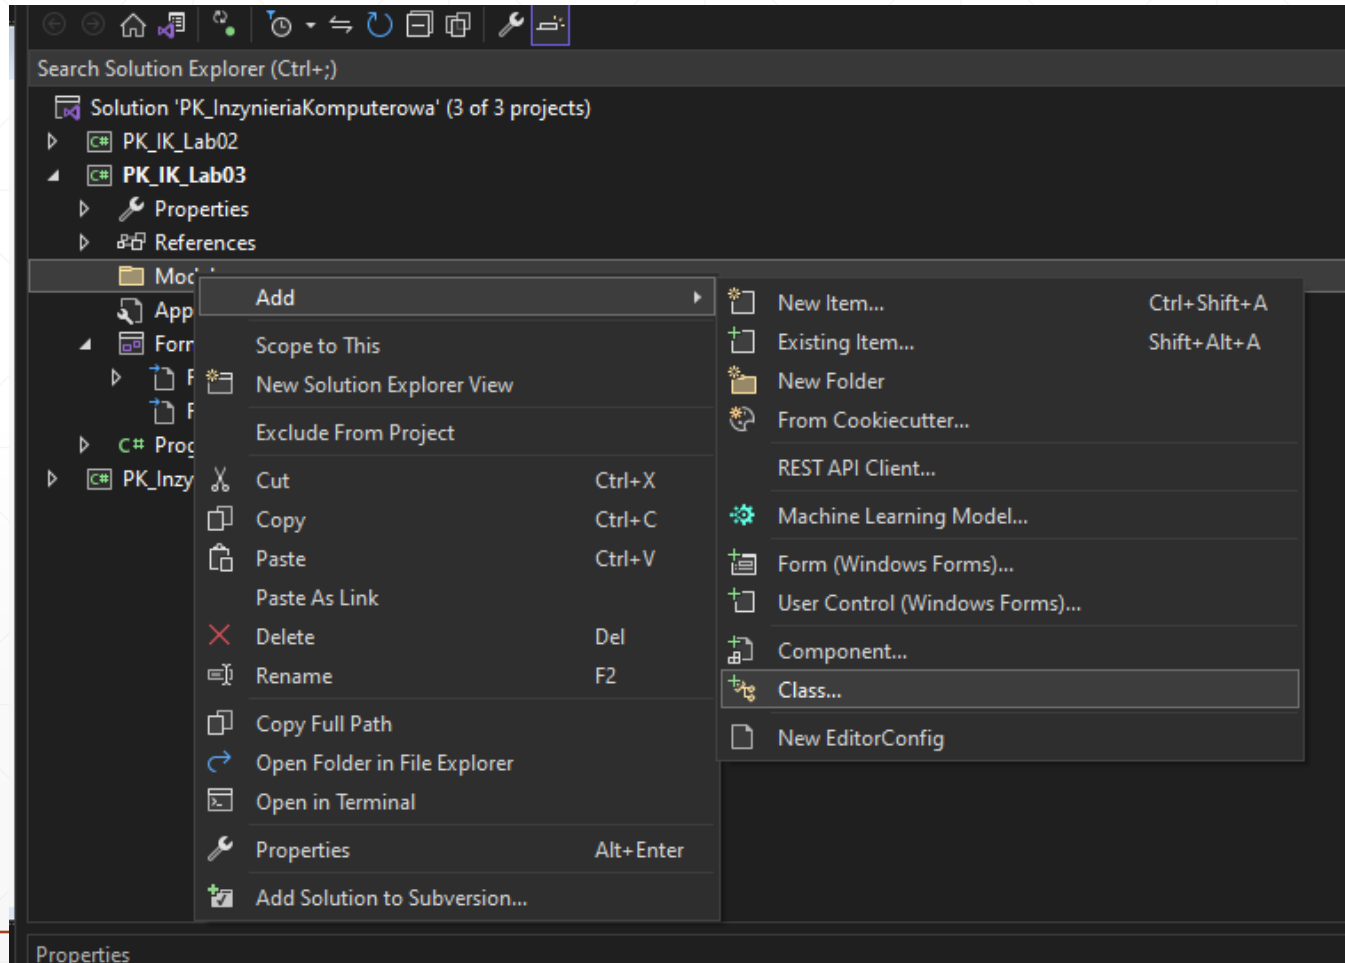 Search Solution Explorer (Ctrl+;)
Solution 'PK_InzynieriaKomputerowa' (3 of 3 projects)
C# PK_IK_Lab02
C# PK_IK_Lab03
Properties
References
Add
Scope to This
New Solution Explorer View
Exclude From Project
Cut Ctrl+X
Copy Ctrl+C
Paste Ctrl+V
Paste As Link
Delete Del
Rename F2
Copy Full Path
Open Folder in File Explorer
Open in Terminal
Properties Alt+Enter
Add Solution to Subversion...
New Item... Ctrl+Shift+A
Existing Item... Shift+Alt+A
New Folder
From Cookiecutter...
REST API Client...
Machine Learning Model...
Form (Windows Forms)...
User Control (Windows Forms)...
Component...
Class...
New EditorConfig
App
C# Prog
C# PK_Inzy
Properties